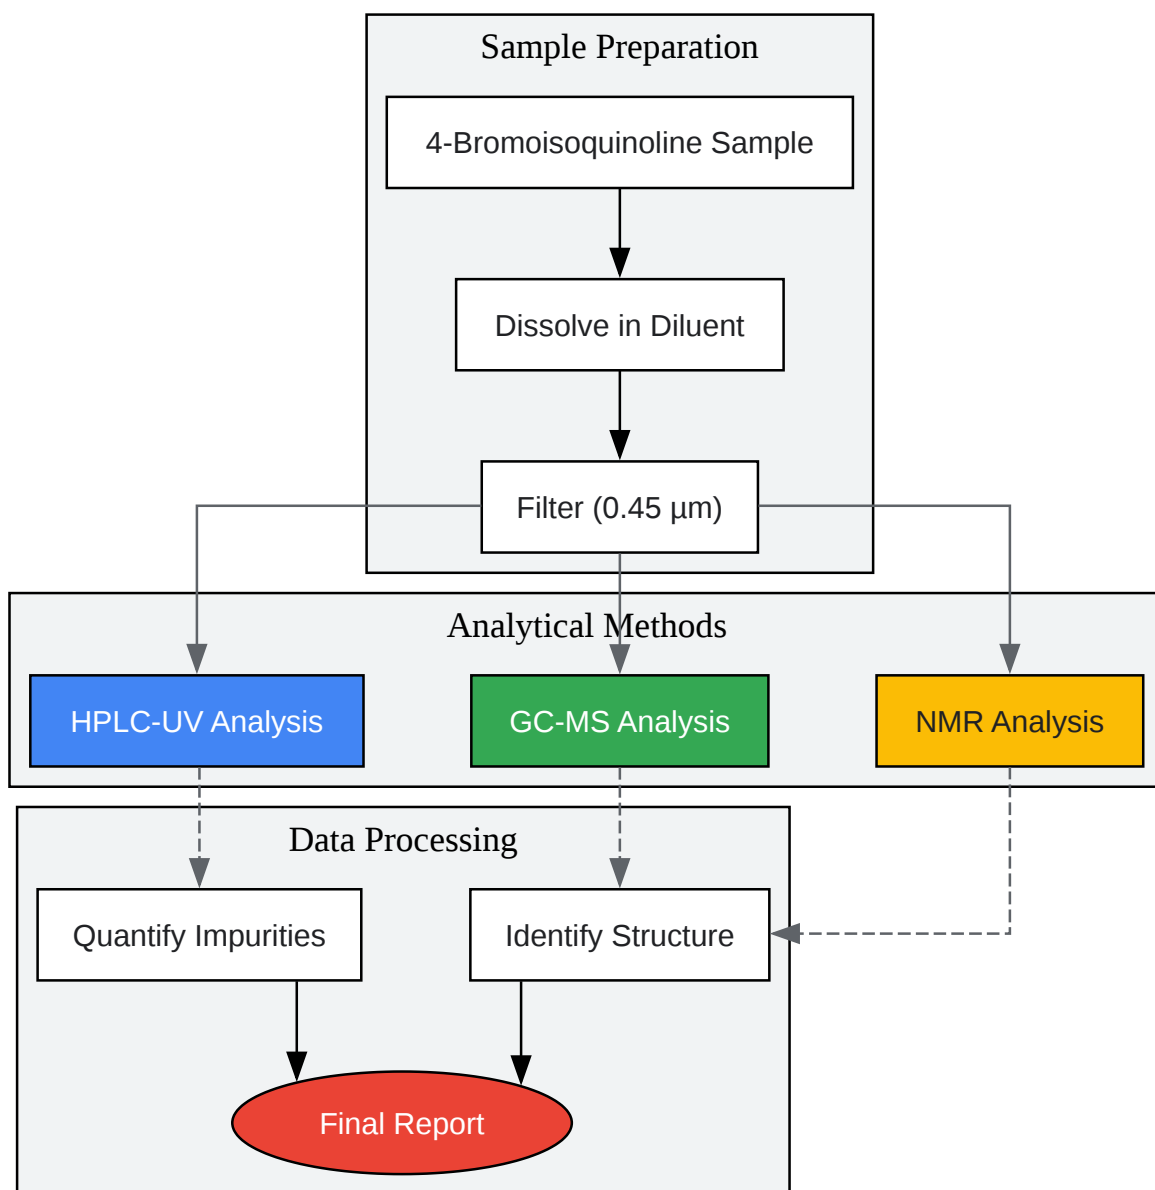 Sample Preparation
4-Bromoisoquinoline Sample
Dissolve in Diluent
Filter (0.45 µm)
Analytical Methods
HPLC-UV Analysis
GC-MS Analysis
NMR Analysis
Data Processing
Quantify Impurities
Identify Structure
Final Report